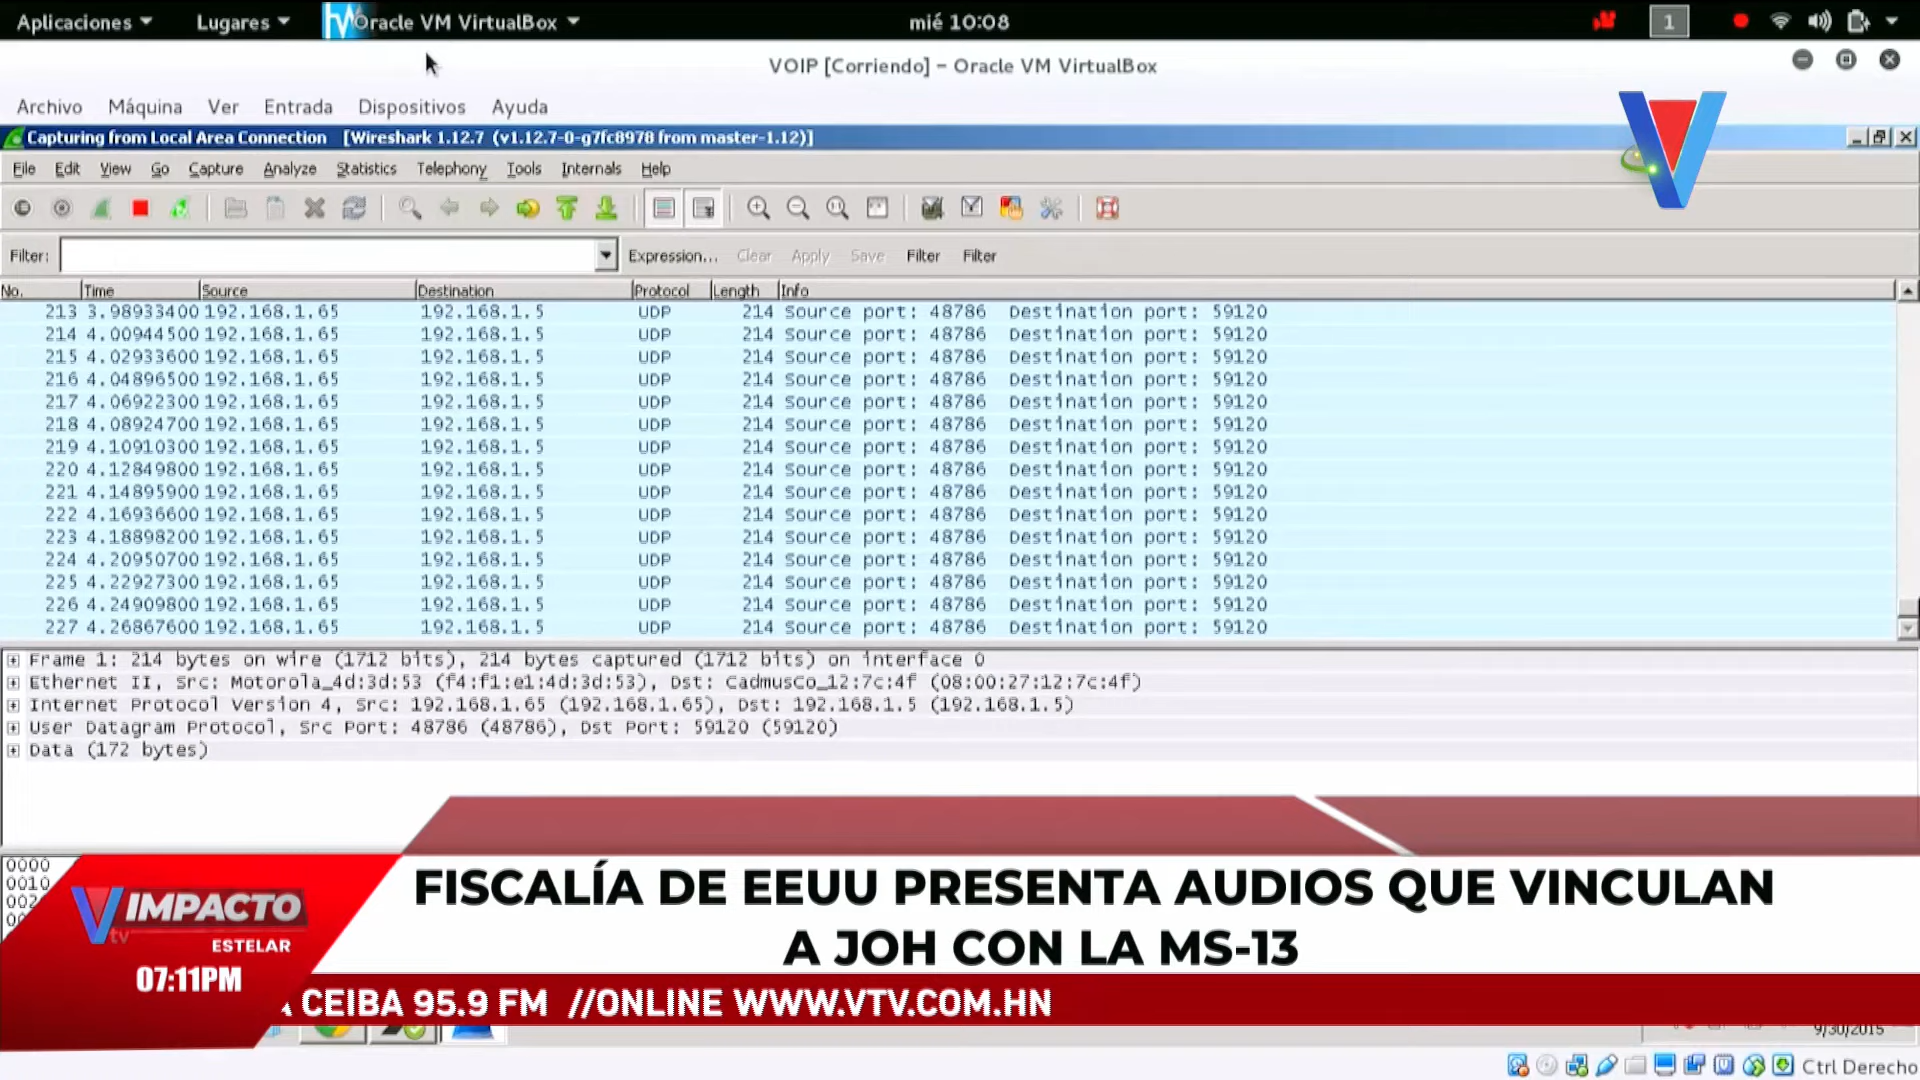 Aplicaciones Lugares Oracle VM VirtualBox mié 10:08 1
VOIP [Corriendo] – Oracle VM VirtualBox
Archivo Máquina Ver Entrada Dispositivos Ayuda
Capturing from Local Area Connection [Wireshark 1.12.7 (v1.12.7-0-g7fc8978 from master-1.12)]
File Edit View Go Capture Analyze Statistics Telephony Tools Internals Help
Filter: Expression... Clear Apply Save Filter Filter
No. Time Source Destination Protocol Length Info
213 3.98933400 192.168.1.65 192.168.1.5 UDP 214 Source port: 48786 Destination port: 59120
214 4.00944500 192.168.1.65 192.168.1.5 UDP 214 Source port: 48786 Destination port: 59120
215 4.02933600 192.168.1.65 192.168.1.5 UDP 214 Source port: 48786 Destination port: 59120
216 4.04896500 192.168.1.65 192.168.1.5 UDP 214 Source port: 48786 Destination port: 59120
217 4.06922300 192.168.1.65 192.168.1.5 UDP 214 Source port: 48786 Destination port: 59120
218 4.08924700 192.168.1.65 192.168.1.5 UDP 214 Source port: 48786 Destination port: 59120
219 4.10910300 192.168.1.65 192.168.1.5 UDP 214 Source port: 48786 Destination port: 59120
220 4.12849800 192.168.1.65 192.168.1.5 UDP 214 Source port: 48786 Destination port: 59120
221 4.14895900 192.168.1.65 192.168.1.5 UDP 214 Source port: 48786 Destination port: 59120
222 4.16936600 192.168.1.65 192.168.1.5 UDP 214 Source port: 48786 Destination port: 59120
223 4.18898200 192.168.1.65 192.168.1.5 UDP 214 Source port: 48786 Destination port: 59120
224 4.20950700 192.168.1.65 192.168.1.5 UDP 214 Source port: 48786 Destination port: 59120
225 4.22927300 192.168.1.65 192.168.1.5 UDP 214 Source port: 48786 Destination port: 59120
226 4.24909800 192.168.1.65 192.168.1.5 UDP 214 Source port: 48786 Destination port: 59120
227 4.26867600 192.168.1.65 192.168.1.5 UDP 214 Source port: 48786 Destination port: 59120
Frame 1: 214 bytes on wire (1712 bits), 214 bytes captured (1712 bits) on interface 0
Ethernet II, Src: Motorola_4d:3d:53 (f4:f1:e1:4d:3d:53), Dst: CadmusCo_12:7c:4f (08:00:27:12:7c:4f)
Internet Protocol Version 4, Src: 192.168.1.65 (192.168.1.65), Dst: 192.168.1.5 (192.168.1.5)
User Datagram Protocol, Src Port: 48786 (48786), Dst Port: 59120 (59120)
Data (172 bytes)
0000
0010
FISCALÍA DE EEUU PRESENTA AUDIOS QUE VINCULAN
A JOH CON LA MS-13
Vtv IMPACTO
ESTELAR
07:11PM
A CEIBA 95.9 FM //ONLINE WWW.VTV.COM.HN
9/30/2015
Ctrl Derecho